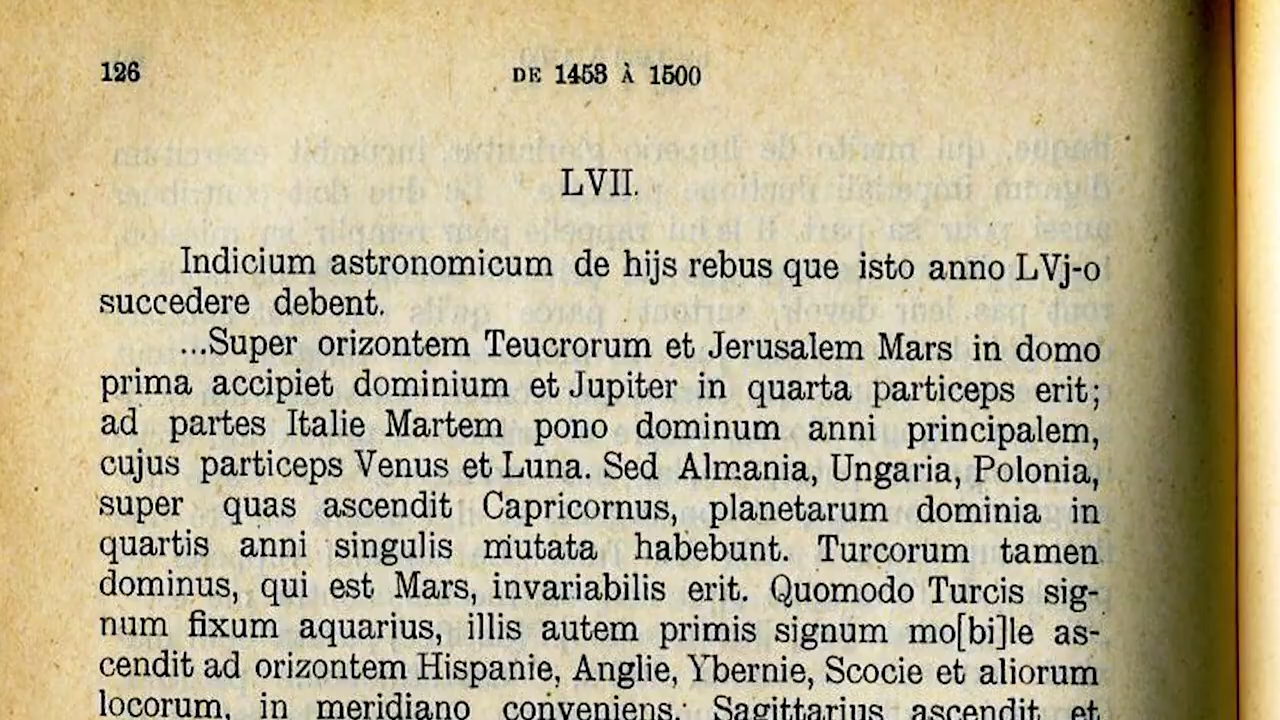 126
DE 1453 À 1500
LVII.
Indicium astronomicum de hijs rebus que isto anno LVj-o
succedere debent.
...Super orizontem Teucrorum et Jerusalem Mars in domo
prima accipiet dominium et Jupiter in quarta particeps erit;
ad partes Italie Martem pono dominum anni principalem,
cujus particeps Venus et Luna. Sed Almania, Ungaria, Polonia,
super quas ascendit Capricornus, planetarum dominia in
quartis anni singulis mutata habebunt. Turcorum tamen
dominus, qui est Mars, invariabilis erit. Quomodo Turcis sig-
num fixum aquarius, illis autem primis signum mo[bi]le as-
cendit ad orizontem Hispanie, Anglie, Ybernie, Scocie et aliorum
locorum, in meridiano conveniens. Sagittarius ascendit et